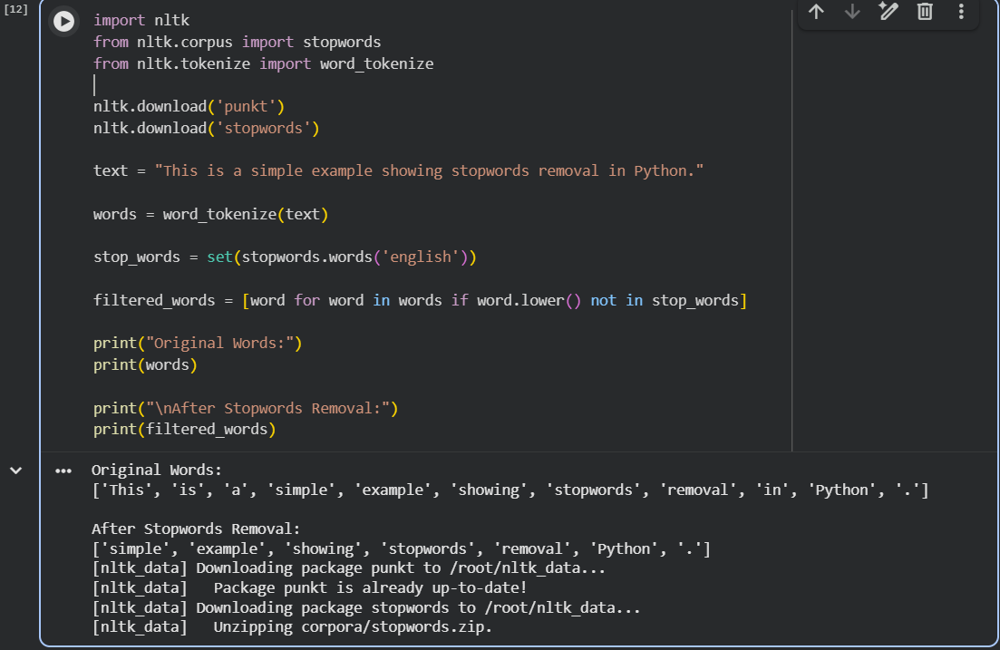 [12]
import nltk
from nltk.corpus import stopwords
from nltk.tokenize import word_tokenize
nltk.download('punkt')
nltk.download('stopwords')
text = "This is a simple example showing stopwords removal in Python."
words = word_tokenize(text)
stop_words = set(stopwords.words('english'))
filtered_words = [word for word in words if word.lower() not in stop_words]
print("Original Words:")
print(words)
print("\nAfter Stopwords Removal:")
print(filtered_words)
Original Words:
['This', 'is', 'a', 'simple', 'example', 'showing', 'stopwords', 'removal', 'in', 'Python', '.']
After Stopwords Removal:
['simple', 'example', 'showing', 'stopwords', 'removal', 'Python', '.']
[nltk_data] Downloading package punkt to /root/nltk_data...
[nltk_data]   Package punkt is already up-to-date!
[nltk_data] Downloading package stopwords to /root/nltk_data...
[nltk_data]   Unzipping corpora/stopwords.zip.